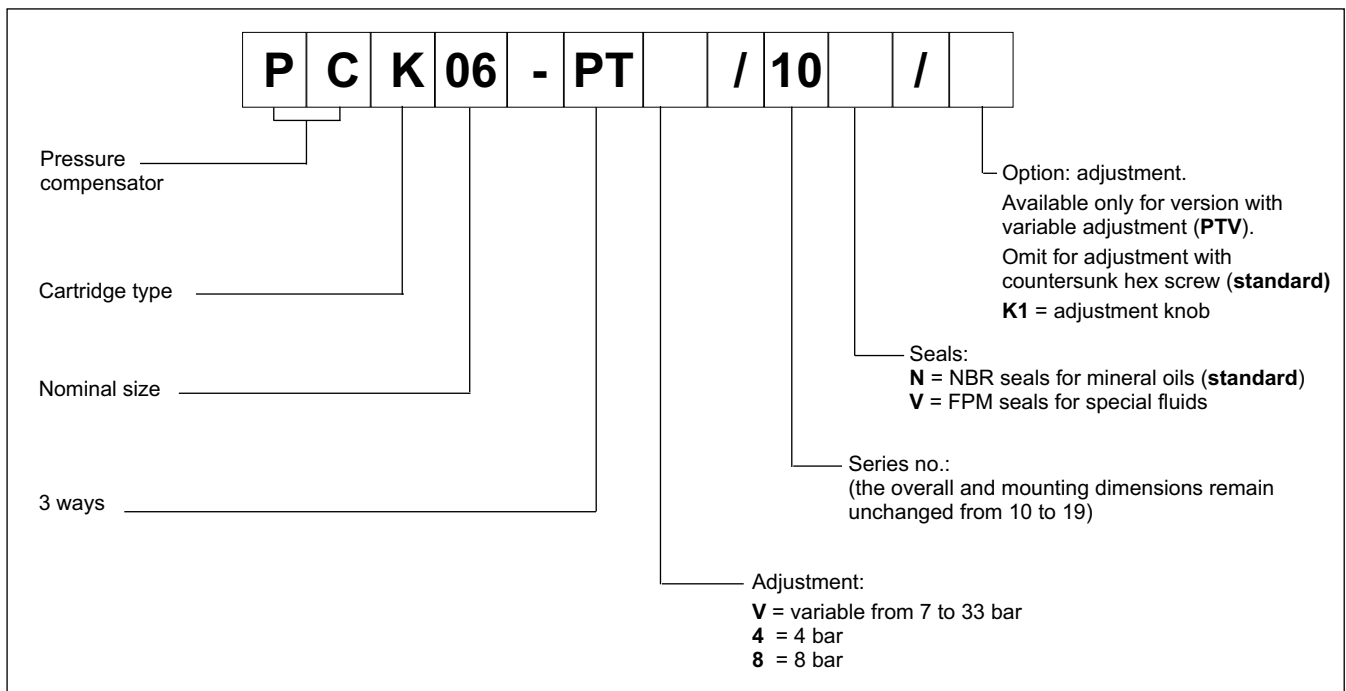 P C K 06 - PT / 10 /
Pressure
compensator
Cartridge type
Nominal size
3 ways
Option: adjustment.
Available only for version with
variable adjustment (PTV).
Omit for adjustment with
countersunk hex screw (standard)
K1 = adjustment knob
Seals:
N = NBR seals for mineral oils (standard)
V = FPM seals for special fluids
Series no.:
(the overall and mounting dimensions remain
unchanged from 10 to 19)
Adjustment:
V = variable from 7 to 33 bar
4 = 4 bar
8 = 8 bar